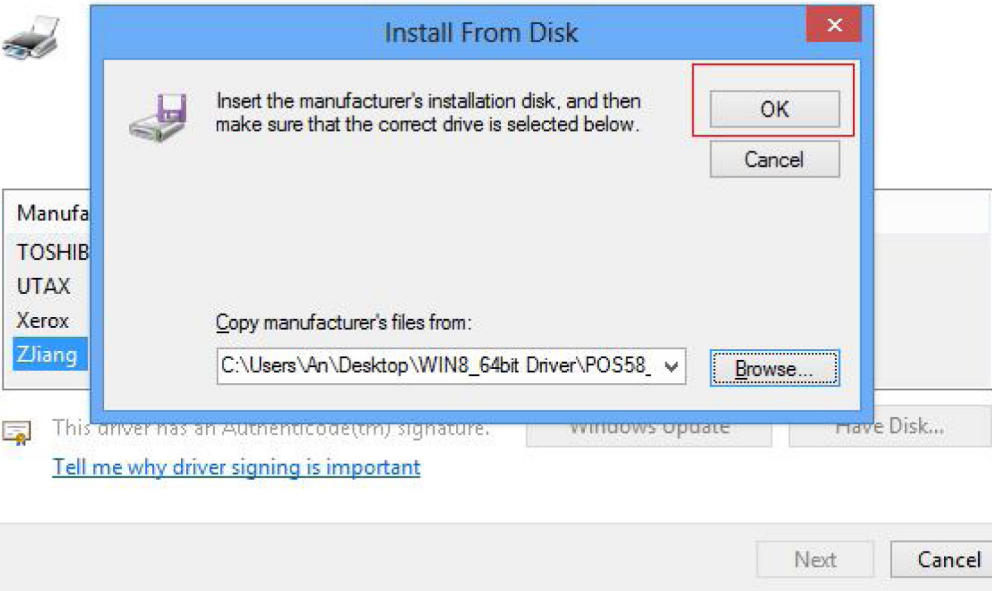 Install From Disk
Insert the manufacturer's installation disk, and then
make sure that the correct drive is selected below.
OK
Cancel
Manufa
TOSHIB
UTAX
Xerox
ZJiang
Copy manufacturer's files from:
C:\Users\An\Desktop\WIN8_64bit Driver\POS58_
Browse...
This driver has an Authenticode(tm) signature.
Windows Update
Have Disk...
Tell me why driver signing is important
Next
Cancel